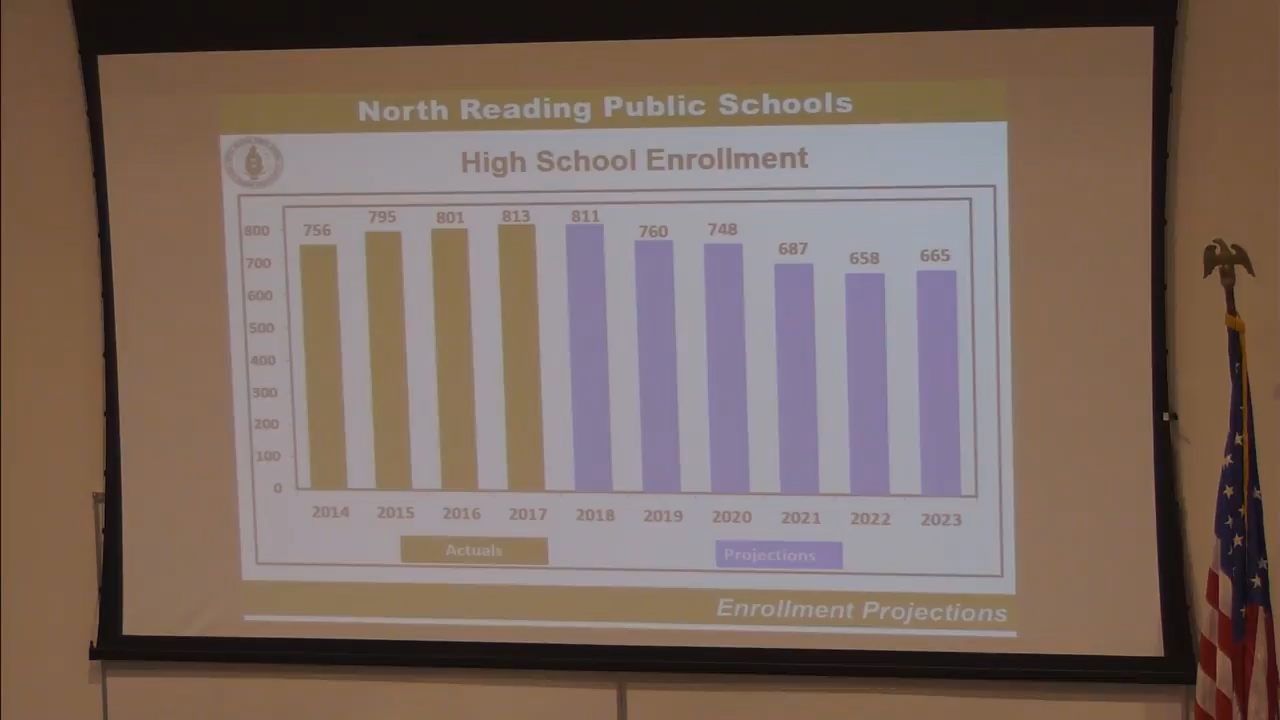 North Reading Public Schools
High School Enrollment
756 795 801 813 811 760 748 687 658 665
800
700
600
500
400
300
200
100
0
2014 2015 2016 2017 2018 2019 2020 2021 2022 2023
Actuals Projections
Enrollment Projections